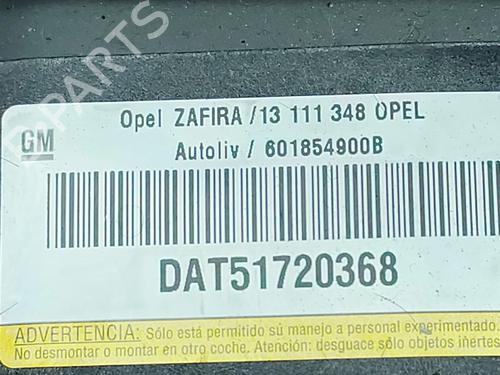 Opel ZAFIRA /13 111 348 OPEL
GM
Autoliv / 601854900B
DAT51720368
ADVERTENCIA: Sólo está permitido sú manejo a personal experimentado.
No desmontar o montar en otro coche. Atención: desguace sólo objetos inertes